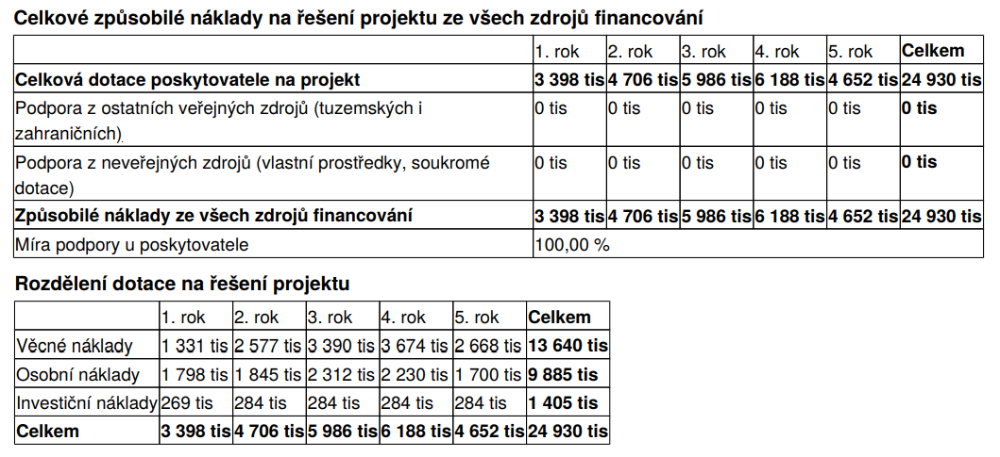 Celkové způsobilé náklady na řešení projektu ze všech zdrojů financování
1. rok 2. rok 3. rok 4. rok 5. rok Celkem
Celková dotace poskytovatele na projekt 3 398 tis 4 706 tis 5 986 tis 6 188 tis 4 652 tis 24 930 tis
Podpora z ostatních veřejných zdrojů (tuzemských i 0 tis 0 tis 0 tis 0 tis 0 tis 0 tis
zahraničních)
Podpora z neveřejných zdrojů (vlastní prostředky, soukromé 0 tis 0 tis 0 tis 0 tis 0 tis 0 tis
dotace)
Způsobilé náklady ze všech zdrojů financování 3 398 tis 4 706 tis 5 986 tis 6 188 tis 4 652 tis 24 930 tis
Míra podpory u poskytovatele 100,00 %
Rozdělení dotace na řešení projektu
1. rok 2. rok 3. rok 4. rok 5. rok Celkem
Věcné náklady 1 331 tis 2 577 tis 3 390 tis 3 674 tis 2 668 tis 13 640 tis
Osobní náklady 1 798 tis 1 845 tis 2 312 tis 2 230 tis 1 700 tis 9 885 tis
Investiční náklady 269 tis 284 tis 284 tis 284 tis 284 tis 1 405 tis
Celkem 3 398 tis 4 706 tis 5 986 tis 6 188 tis 4 652 tis 24 930 tis